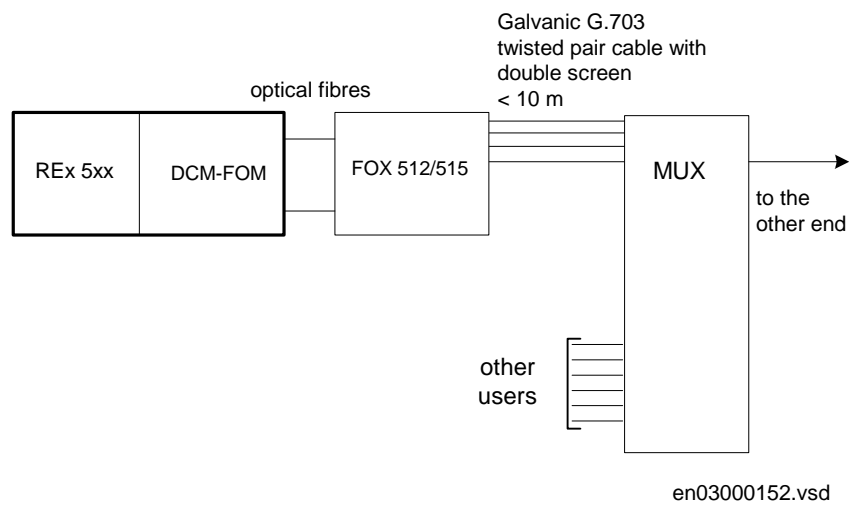 Galvanic G.703
twisted pair cable with
double screen
< 10 m
optical fibres
REx 5xx
DCM-FOM
FOX 512/515
MUX
to the
other end
other
users
en03000152.vsd